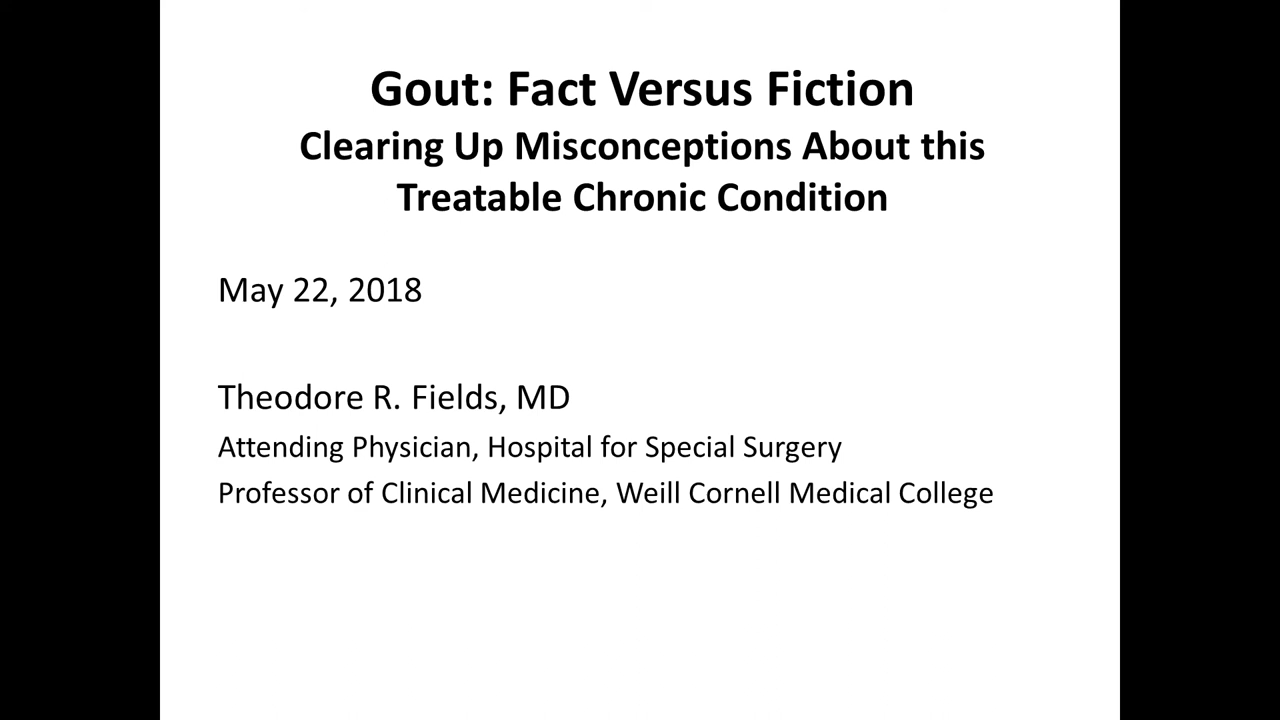 Gout: Fact Versus Fiction
Clearing Up Misconceptions About this
Treatable Chronic Condition
May 22, 2018
Theodore R. Fields, MD
Attending Physician, Hospital for Special Surgery
Professor of Clinical Medicine, Weill Cornell Medical College